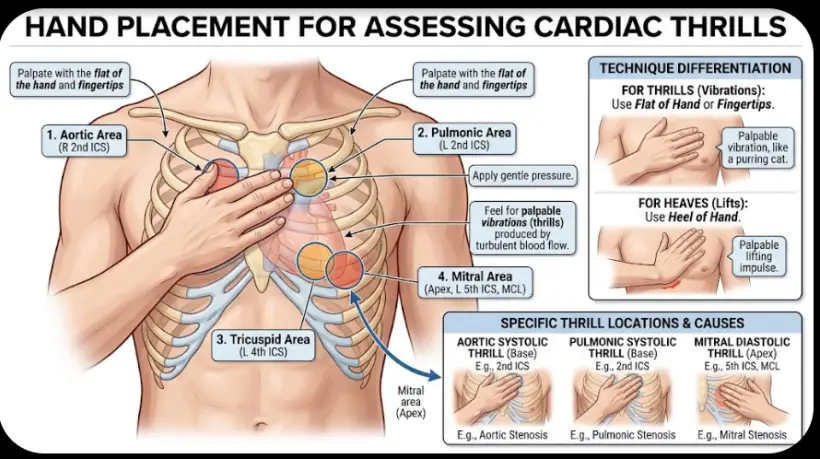 HAND PLACEMENT FOR ASSESSING CARDIAC THRILLS
Palpate with the flat of
the hand and fingertips
Palpate with the flat of
the hand and fingertips
1. Aortic Area
(R 2nd ICS)
2. Pulmonic Area
(L 2nd ICS)
Apply gentle pressure.
Feel for palpable
vibrations (thrills)
produced by
turbulent blood flow.
4. Mitral Area
(Apex, L 5th ICS, MCL)
3. Tricuspid Area
(L 4th ICS)
Mitral
area
(Apex)
TECHNIQUE DIFFERENTIATION
FOR THRILLS (Vibrations):
Use Flat of Hand or Fingertips.
Palpable
vibration, like
a purring cat.
FOR HEAVES (Lifts):
Use Heel of Hand.
Palpable
lifting
impulse.
SPECIFIC THRILL LOCATIONS & CAUSES
AORTIC SYSTOLIC
THRILL (Base)
E.g., 2nd ICS
E.g., Aortic Stenosis
PULMONIC SYSTOLIC
THRILL (Base)
E.g., 2nd ICS
E.g., Pulmonic Stenosis
MITRAL DIASTOLIC
THRILL (Apex)
E.g., 5th ICS, MCL
E.g., Mitral Stenosis